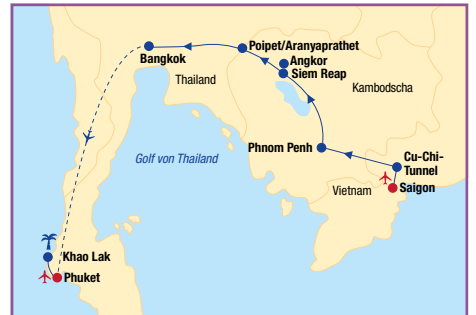 Poipet/Aranyaprathet
Bangkok
Angkor
Siem Reap
Thailand
Kambodscha
Golf von Thailand
Phnom Penh
Cu-Chi-
Tunnel
Vietnam
Saigon
Khao Lak
Phuket